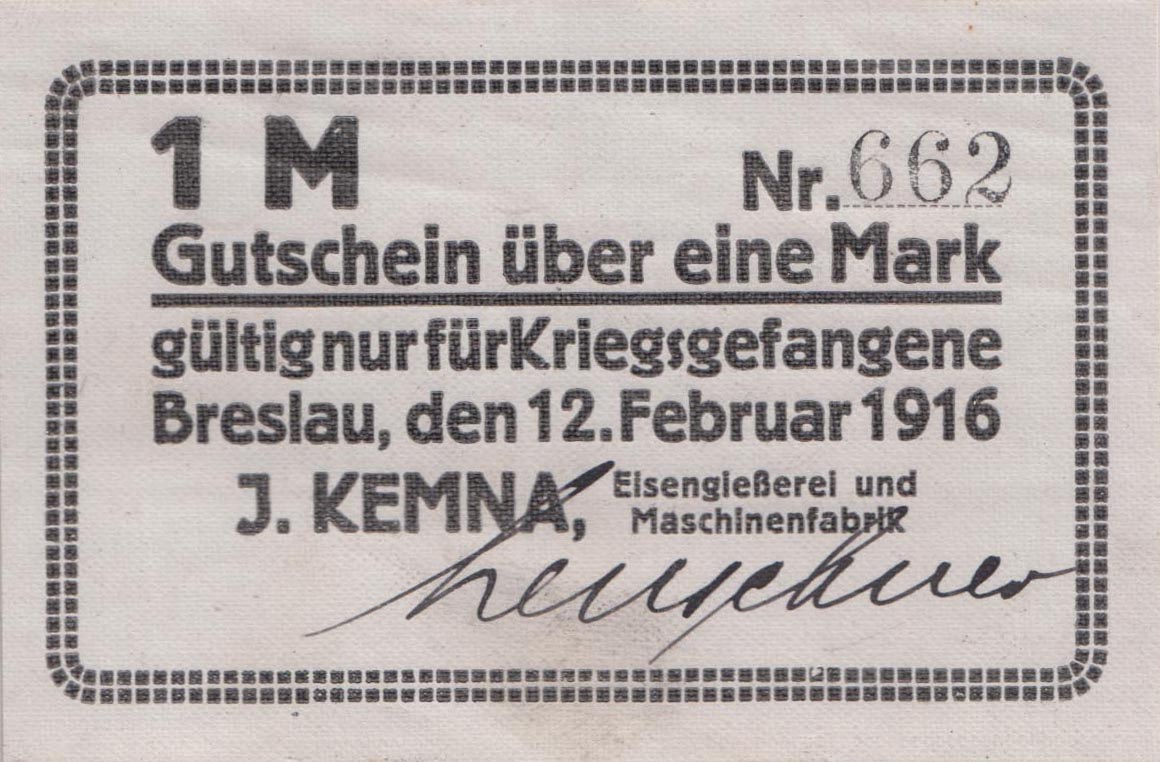 1 M
Nr. 662
Gutschein über eine Mark
gültig nur für Kriegsgefangene
Breslau, den 12. Februar 1916
J. KEMNA, Eisengießerei und
Maschinenfabrik